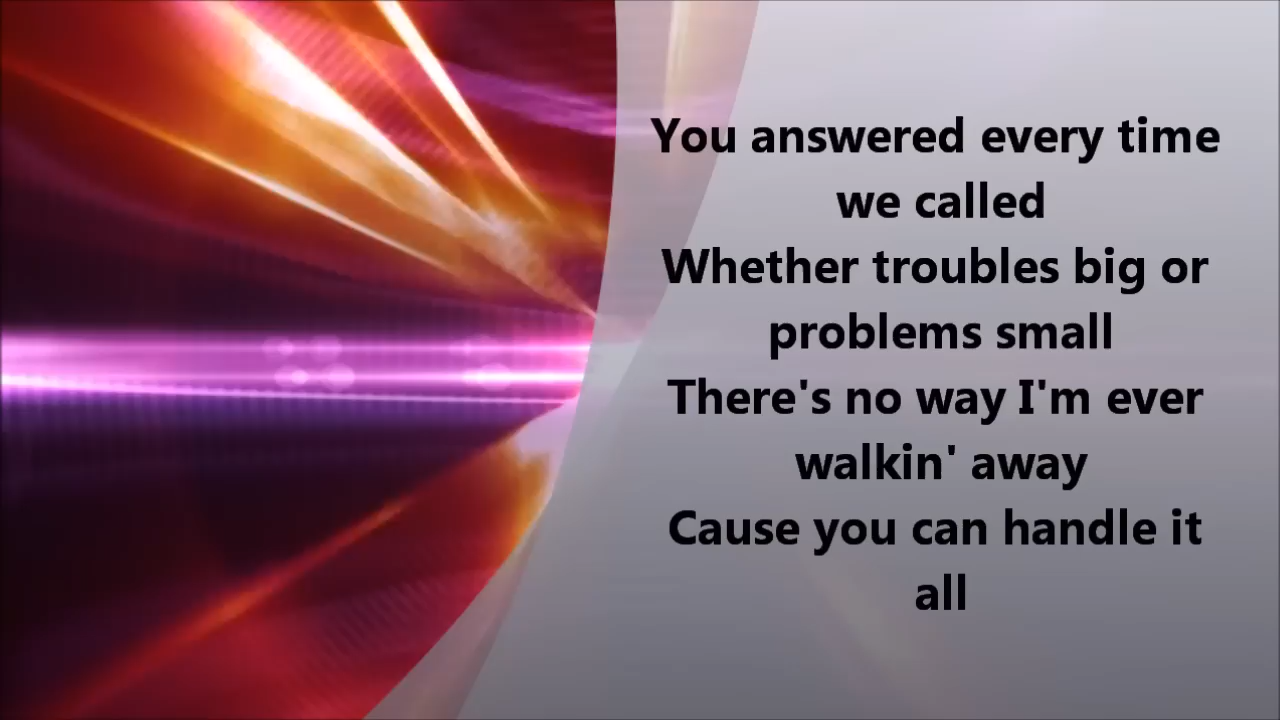 You answered every time
we called
Whether troubles big or
problems small
There's no way I'm ever
walkin' away
Cause you can handle it
all